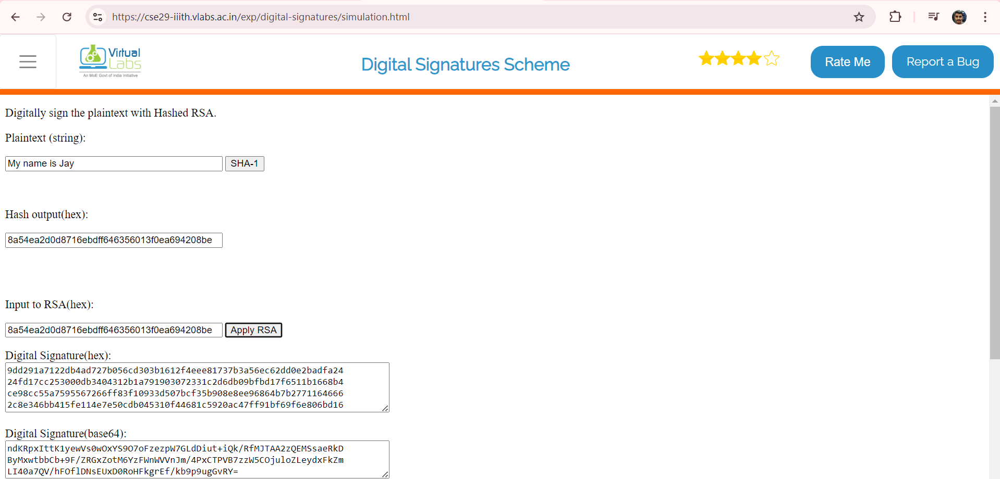 https://cse29-iiith.vlabs.ac.in/exp/digital-signatures/simulation.html
Virtual
Labs
An MoE Govt of India Initiative
Digital Signatures Scheme
Rate Me
Report a Bug
Digitally sign the plaintext with Hashed RSA.
Plaintext (string):
My name is Jay
SHA-1
Hash output(hex):
8a54ea2d0d8716ebdff646356013f0ea694208be
Input to RSA(hex):
8a54ea2d0d8716ebdff646356013f0ea694208be
Apply RSA
Digital Signature(hex):
9dd291a7122db4ad727b056cd303b1612f4eee81737b3a56ec62dd0e2badfa24
24fd17cc253000db3404312b1a791903072331c2d6db09bfbd17f6511b1668b4
ce98cc55a7595567266ff83f10933d507bcf35b908e8ee96864b7b2771164666
2c8e346bb415fe114e7e50cdb045310f44681c5920ac47ff91bf69f6e806bd16
Digital Signature(base64):
ndKRpxIttK1yewVs0wOxYS9O7oFzezpW7GLdDiut+iQk/RfMJTAA2zQEMSsaeRkD
ByMxwtbbCb+9F/ZRGxZotM6YzFWnWVVnJm/4PxCTPVB7zzW5COjuloZLeydxFkZm
LI40a7QV/hFOflDNsEUxD0RoHFkgrEf/kb9p9ugGvRY=